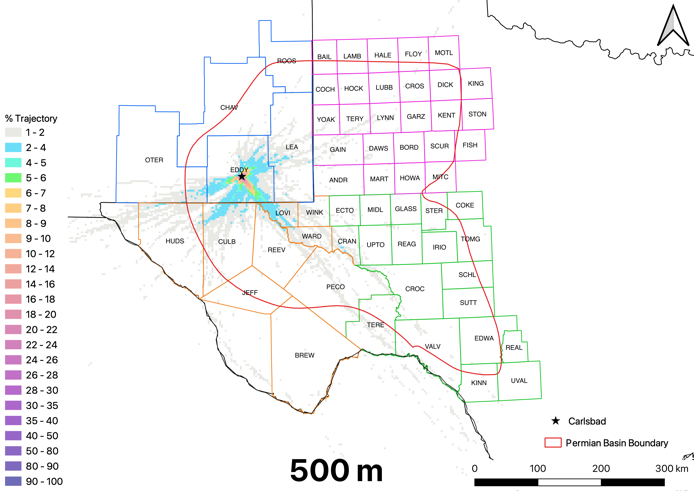 ROOS
BAIL LAMB HALE FLOY MOTL
COCH HOCK LUBB CROS DICK KING
CHAV
YOAK TERY LYNN GARZ KENT STON
% Trajectory
1 - 2
2 - 4
4 - 5
5 - 6
6 - 7
7 - 8
8 - 9
9 - 10
10 - 12
12 - 14
14 - 16
16 - 18
18 - 20
20 - 22
22 - 24
24 - 26
26 - 28
28 - 30
30 - 35
35 - 40
40 - 50
50 - 80
80 - 90
90 - 100
OTER EDDY LEA
GAIN DAWS BORD SCUR FISH
ANDR MART HOWA MITC
LOVI WINK ECTO MIDL GLASS STER COKE
HUDS CULB REEV WARD CRAN UPTO REAG IRIO TOMG
JEFF PECO CROC SCHL
SUTT
TERE
BREW VALV EDWA REAL
KINN UVAL
Carlsbad
Permian Basin Boundary
500 m
0 100 200 300 km